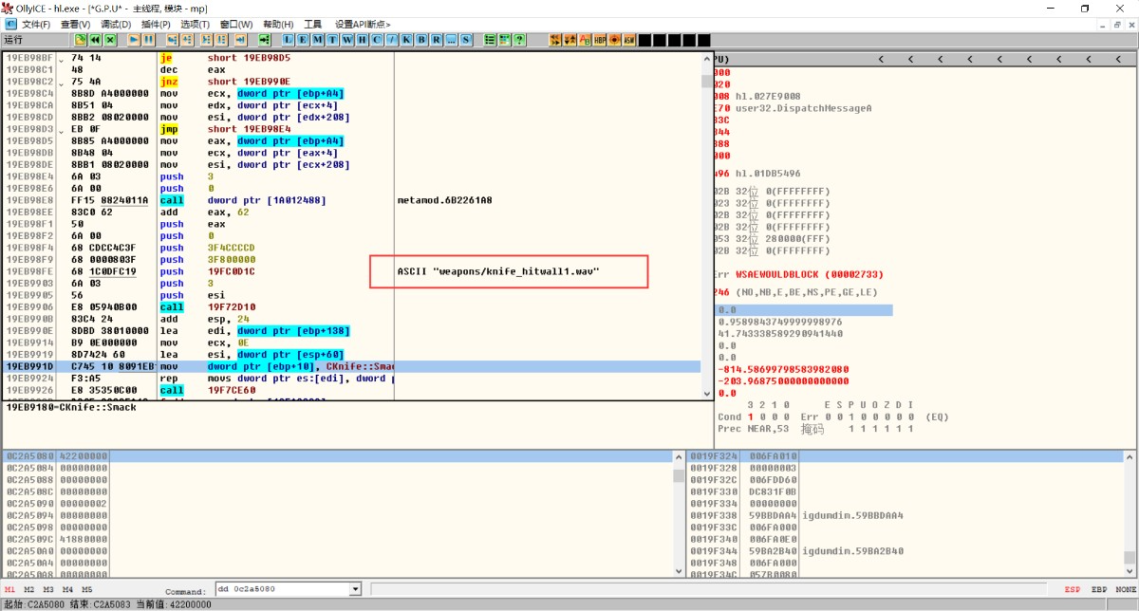 OllyICE - hl.exe - [*G.P.U* - 主线程, 模块 - mp]
文件(F) 查看(V) 调试(D) 插件(P) 选项(T) 窗口(W) 帮助(H) 工具 设置API断点»
运行
L E M T W H C / K B R ... S
19EB98BF 74 14 je short 19EB98D5
19EB98C1 48 dec eax
19EB98C2 75 4A jnz short 19EB990E
19EB98C4 8B8D A4000000 mov ecx, dword ptr [ebp+A4]
19EB98CA 8B51 04 mov edx, dword ptr [ecx+4]
19EB98CD 8BB2 08020000 mov esi, dword ptr [edx+208]
19EB98D3 EB 0F jmp short 19EB98E4
19EB98D5 8B85 A4000000 mov eax, dword ptr [ebp+A4]
19EB98DB 8B48 04 mov ecx, dword ptr [eax+4]
19EB98DE 8BB1 08020000 mov esi, dword ptr [ecx+208]
19EB98E4 6A 03 push 3
19EB98E6 6A 00 push 0
19EB98E8 FF15 8824011A call dword ptr [1A012488] metamod.6B2261A8
19EB98EE 83C0 62 add eax, 62
19EB98F1 50 push eax
19EB98F2 6A 00 push 0
19EB98F4 68 CDCC4C3F push 3F4CCCCD
19EB98F9 68 0000803F push 3F800000
19EB98FE 68 1C0DFC19 push 19FC0D1C ASCII "weapons/knife_hitwall1.wav"
19EB9903 6A 03 push 3
19EB9905 56 push esi
19EB9906 E8 05940B00 call 19F72D10
19EB990B 83C4 24 add esp, 24
19EB990E 8DBD 38010000 lea edi, dword ptr [ebp+138]
19EB9914 B9 0E000000 mov ecx, 0E
19EB9919 8D7424 60 lea esi, dword ptr [esp+60]
19EB991D C745 10 8091EB mov dword ptr [ebp+10], CKnife::Smac
19EB9924 F3:A5 rep movs dword ptr es:[edi], dword
19EB9926 E8 35350C00 call 19F7CE60
19EB9180=CKnife::Smack
PU) < < < < < < < < <
000
008 hl.027E9008
E70 user32.DispatchMessageA
33C
344
388
000
496 hl.01DB5496
02B 32位 0(FFFFFFFF)
023 32位 0(FFFFFFFF)
02B 32位 0(FFFFFFFF)
02B 32位 0(FFFFFFFF)
053 32位 280000(FFF)
02B 32位 0(FFFFFFFF)
Err WSAEWOULDBLOCK (00002733)
246 (NO,NB,E,BE,NS,PE,GE,LE)
0.0
0.9589843749999998976
41.743338589290941440
0.0
0.0
-814.58699798583982080
-203.96875000000000000
0.0
3 2 1 0 E S P U O Z D I
Cond 1 0 0 0 Err 0 0 1 0 0 0 0 0 (EQ)
Prec NEAR,53 掩码 1 1 1 1 1 1
0C2A5080 42200000
0C2A5084 00000000
0C2A5088 00000000
0C2A508C 00000000
0C2A5090 00000002
0C2A5094 00000000
0C2A5098 00000000
0C2A509C 41880000
0C2A50A0 00000000
0C2A50A4 00000000
0C2A50A8 00000000
0019F324 006FA010
0019F328 00000003
0019F32C 006FDD60
0019F330 DC831F0B
0019F334 00000000
0019F338 59BBDAA4 igdumdim.59BBDAA4
0019F33C 006FA000
0019F340 006FA0E0
0019F344 59BA2B40 igdumdim.59BA2B40
0019F348 006FA000
0019F34C 057B0080
M1 M2 M3 M4 M5 Command: dd 0c2a5080 ESP EBP NONE
起始:C2A5080 结束:C2A5083 当前值:42200000